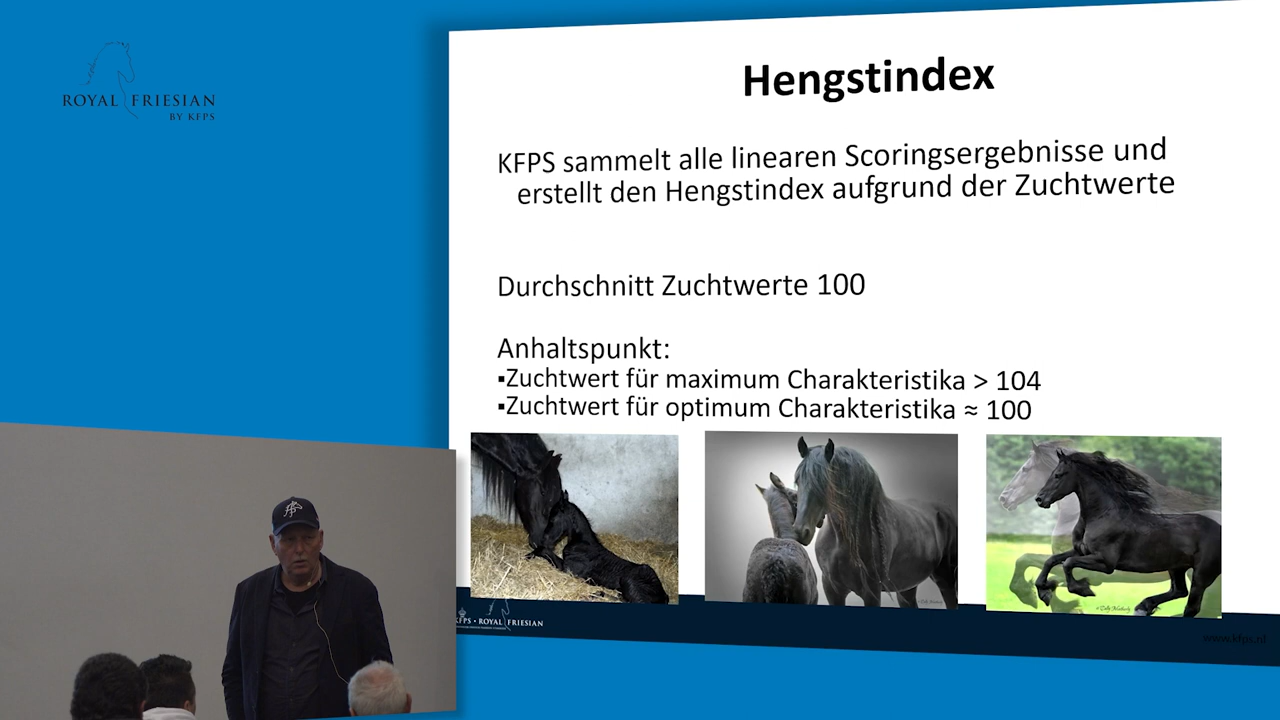 ROYAL FRIESIAN
BY KFPS
Hengstindex
KFPS sammelt alle linearen Scoringsergebnisse und
erstellt den Hengstindex aufgrund der Zuchtwerte
Durchschnitt Zuchtwerte 100
Anhaltspunkt:
▪Zuchtwert für maximum Charakteristika > 104
▪Zuchtwert für optimum Charakteristika ≈ 100
KFPS • ROYAL FRIESIAN
www.kfps.nl